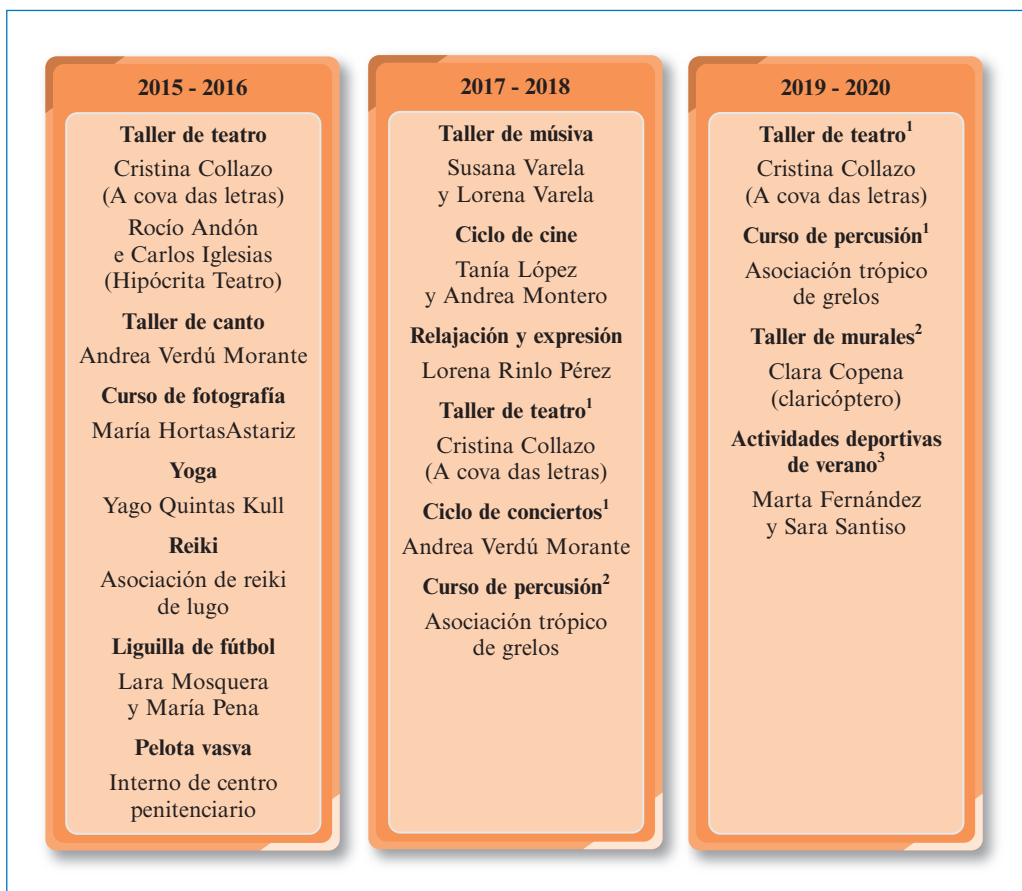 2015 - 2016
Taller de teatro
Cristina Collazo
(A cova das letras)
Rocío Andón
e Carlos Iglesias
(Hipócrita Teatro)
Taller de canto
Andrea Verdú Morante
Curso de fotografía
María HortasAstariz
Yoga
Yago Quintas Kull
Reiki
Asociación de reiki
de lugo
Liguilla de fútbol
Lara Mosquera
y María Pena
Pelota vasva
Interno de centro
penitenciario
2017 - 2018
Taller de músiva
Susana Varela
y Lorena Varela
Ciclo de cine
Tanía López
y Andrea Montero
Relajación y expresión
Lorena Rinlo Pérez
Taller de teatro¹
Cristina Collazo
(A cova das letras)
Ciclo de conciertos¹
Andrea Verdú Morante
Curso de percusión²
Asociación trópico
de grelos
2019 - 2020
Taller de teatro¹
Cristina Collazo
(A cova das letras)
Curso de percusión¹
Asociación trópico
de grelos
Taller de murales²
Clara Copena
(claricóptero)
Actividades deportivas
de verano³
Marta Fernández
y Sara Santiso